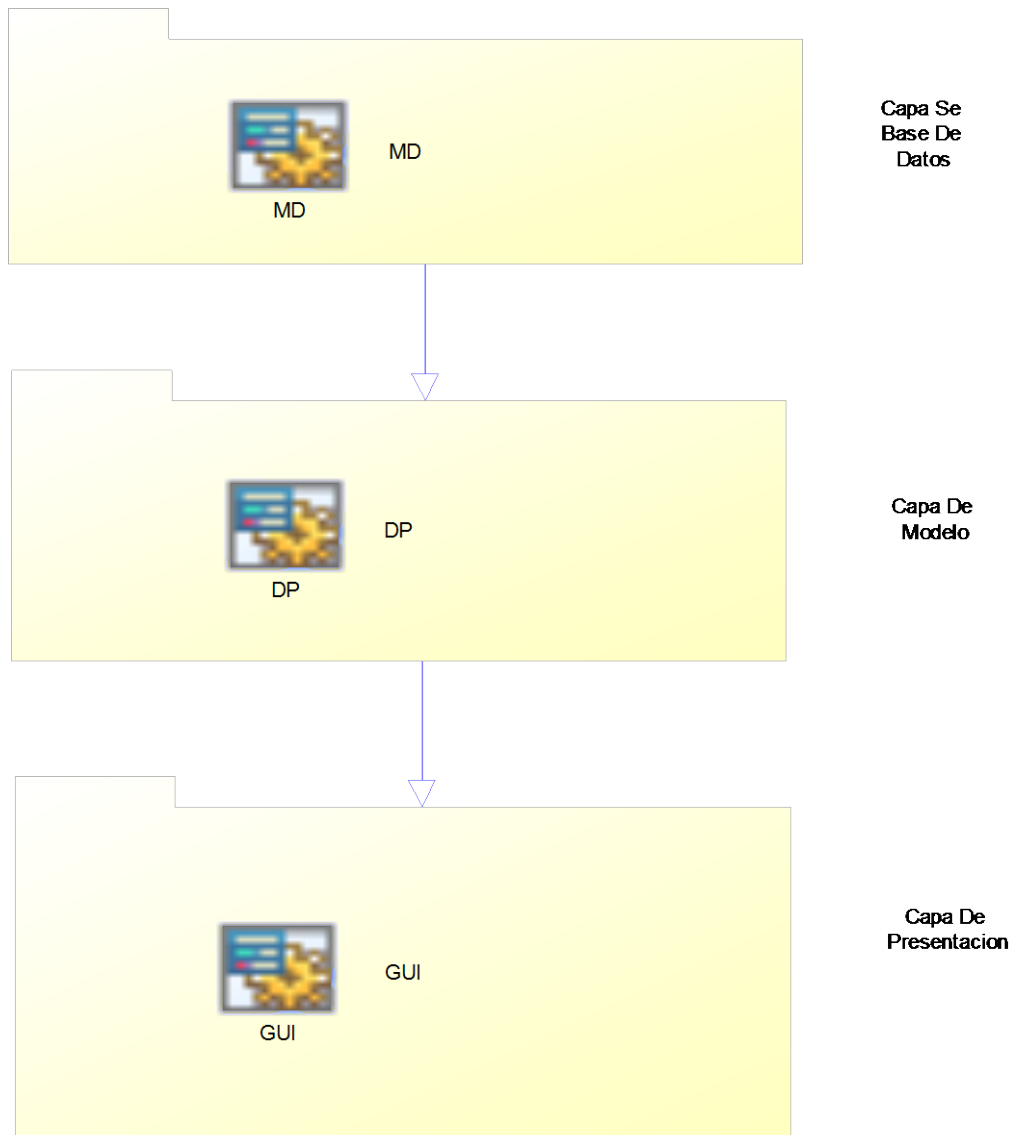 MD
MD
Capa Se
Base De
Datos
DP
DP
Capa De
Modelo
GUI
GUI
Capa De
Presentacion